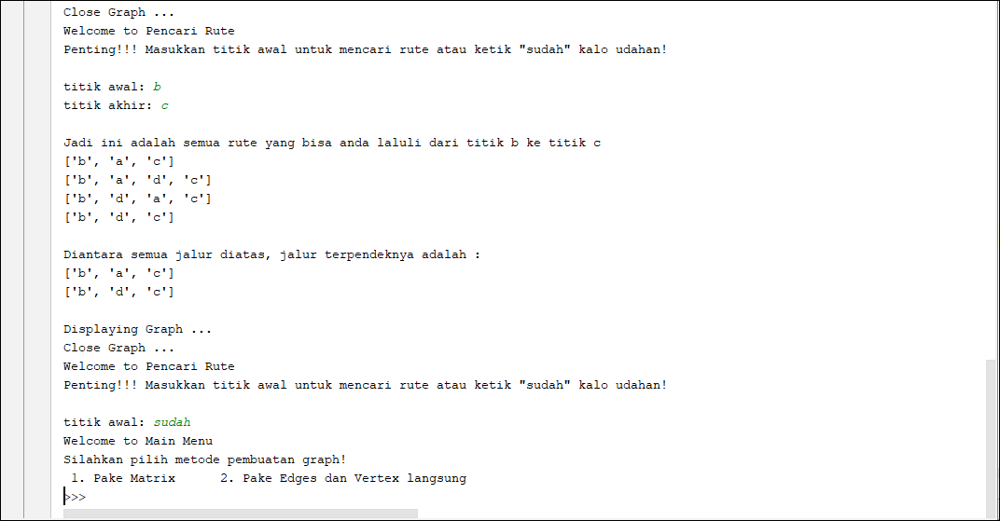 Close Graph ...
Welcome to Pencari Rute
Penting!!! Masukkan titik awal untuk mencari rute atau ketik "sudah" kalo udahan!
titik awal: b
titik akhir: c
Jadi ini adalah semua rute yang bisa anda laluli dari titik b ke titik c
['b', 'a', 'c']
['b', 'a', 'd', 'c']
['b', 'd', 'a', 'c']
['b', 'd', 'c']
Diantara semua jalur diatas, jalur terpendeknya adalah :
['b', 'a', 'c']
['b', 'd', 'c']
Displaying Graph ...
Close Graph ...
Welcome to Pencari Rute
Penting!!! Masukkan titik awal untuk mencari rute atau ketik "sudah" kalo udahan!
titik awal: sudah
Welcome to Main Menu
Silahkan pilih metode pembuatan graph!
1. Pake Matrix      2. Pake Edges dan Vertex langsung
>>>